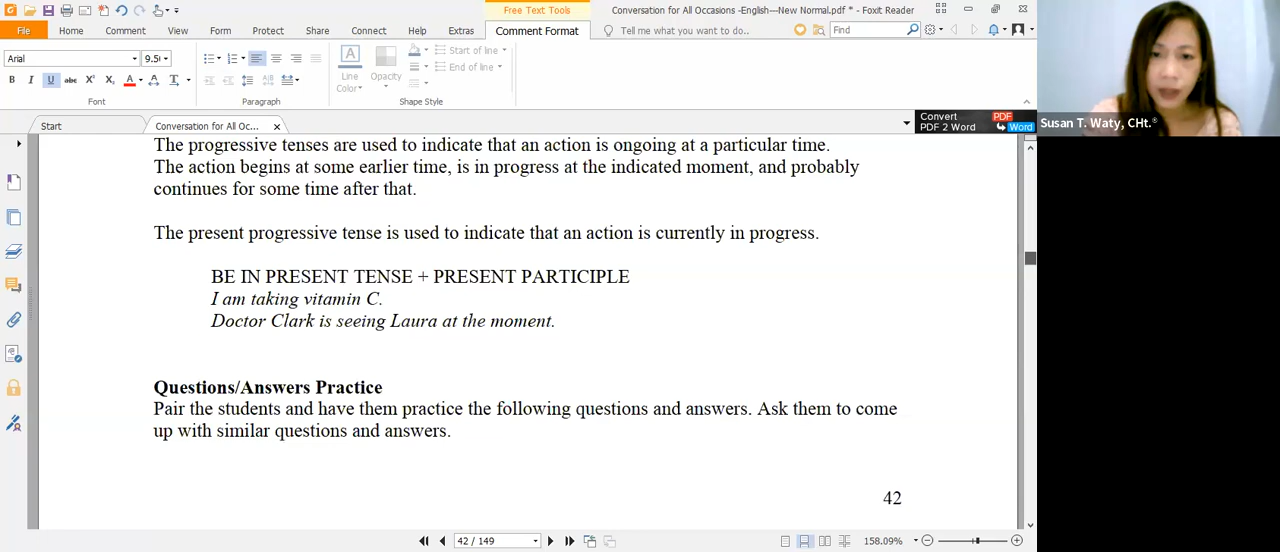 Free Text Tools
Conversation for All Occasions -English---New Normal.pdf * - Foxit Reader
File Home Comment View Form Protect Share Connect Help Extras Comment Format Tell me what you want to do.. Find
Arial 9.5
B I U abc X² X₂ A A T
Line Color
Opacity
Start of line
End of line
Font Paragraph Shape Style
Start Conversation for All Occ...
Convert PDF
PDF 2 Word Word
Susan T. Waty, CHt.®
The progressive tenses are used to indicate that an action is ongoing at a particular time.
The action begins at some earlier time, is in progress at the indicated moment, and probably
continues for some time after that.
The present progressive tense is used to indicate that an action is currently in progress.
BE IN PRESENT TENSE + PRESENT PARTICIPLE
I am taking vitamin C.
Doctor Clark is seeing Laura at the moment.
Questions/Answers Practice
Pair the students and have them practice the following questions and answers. Ask them to come
up with similar questions and answers.
42
42 / 149 158.09%